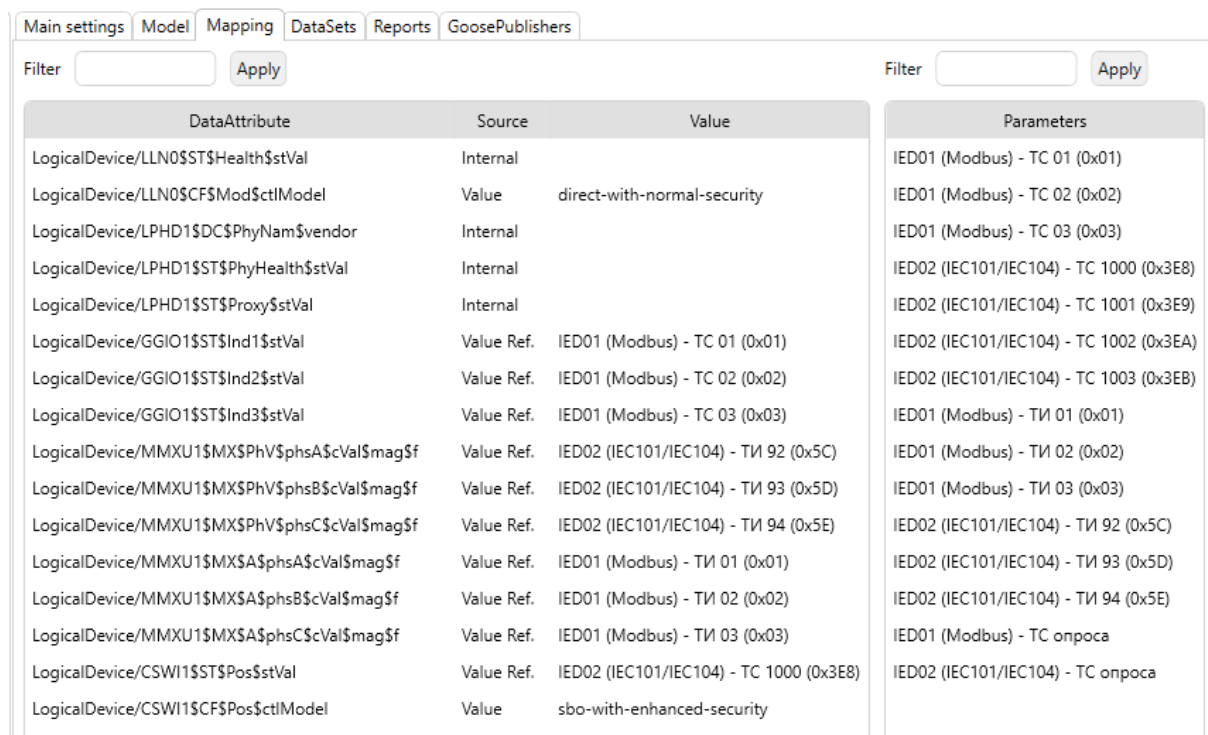 Main settings Model Mapping DataSets Reports GoosePublishers
Filter Apply Filter Apply
DataAttribute Source Value Parameters
LogicalDevice/LLN0$ST$Health$stVal Internal IED01 (Modbus) - ТС 01 (0x01)
LogicalDevice/LLN0$CF$Mod$ctlModel Value direct-with-normal-security IED01 (Modbus) - ТС 02 (0x02)
LogicalDevice/LPHD1$DC$PhyNam$vendor Internal IED01 (Modbus) - ТС 03 (0x03)
LogicalDevice/LPHD1$ST$PhyHealth$stVal Internal IED02 (IEC101/IEC104) - ТС 1000 (0x3E8)
LogicalDevice/LPHD1$ST$Proxy$stVal Internal IED02 (IEC101/IEC104) - ТС 1001 (0x3E9)
LogicalDevice/GGIO1$ST$Ind1$stVal Value Ref. IED01 (Modbus) - ТС 01 (0x01) IED02 (IEC101/IEC104) - ТС 1002 (0x3EA)
LogicalDevice/GGIO1$ST$Ind2$stVal Value Ref. IED01 (Modbus) - ТС 02 (0x02) IED02 (IEC101/IEC104) - ТС 1003 (0x3EB)
LogicalDevice/GGIO1$ST$Ind3$stVal Value Ref. IED01 (Modbus) - ТС 03 (0x03) IED01 (Modbus) - ТИ 01 (0x01)
LogicalDevice/MMXU1$MX$PhV$phsA$cVal$mag$f Value Ref. IED02 (IEC101/IEC104) - ТИ 92 (0x5C) IED01 (Modbus) - ТИ 02 (0x02)
LogicalDevice/MMXU1$MX$PhV$phsB$cVal$mag$f Value Ref. IED02 (IEC101/IEC104) - ТИ 93 (0x5D) IED01 (Modbus) - ТИ 03 (0x03)
LogicalDevice/MMXU1$MX$PhV$phsC$cVal$mag$f Value Ref. IED02 (IEC101/IEC104) - ТИ 94 (0x5E) IED02 (IEC101/IEC104) - ТИ 92 (0x5C)
LogicalDevice/MMXU1$MX$A$phsA$cVal$mag$f Value Ref. IED01 (Modbus) - ТИ 01 (0x01) IED02 (IEC101/IEC104) - ТИ 93 (0x5D)
LogicalDevice/MMXU1$MX$A$phsB$cVal$mag$f Value Ref. IED01 (Modbus) - ТИ 02 (0x02) IED02 (IEC101/IEC104) - ТИ 94 (0x5E)
LogicalDevice/MMXU1$MX$A$phsC$cVal$mag$f Value Ref. IED01 (Modbus) - ТИ 03 (0x03) IED01 (Modbus) - ТС опроса
LogicalDevice/CSWI1$ST$Pos$stVal Value Ref. IED02 (IEC101/IEC104) - ТС 1000 (0x3E8) IED02 (IEC101/IEC104) - ТС опроса
LogicalDevice/CSWI1$CF$Pos$ctlModel Value sbo-with-enhanced-security